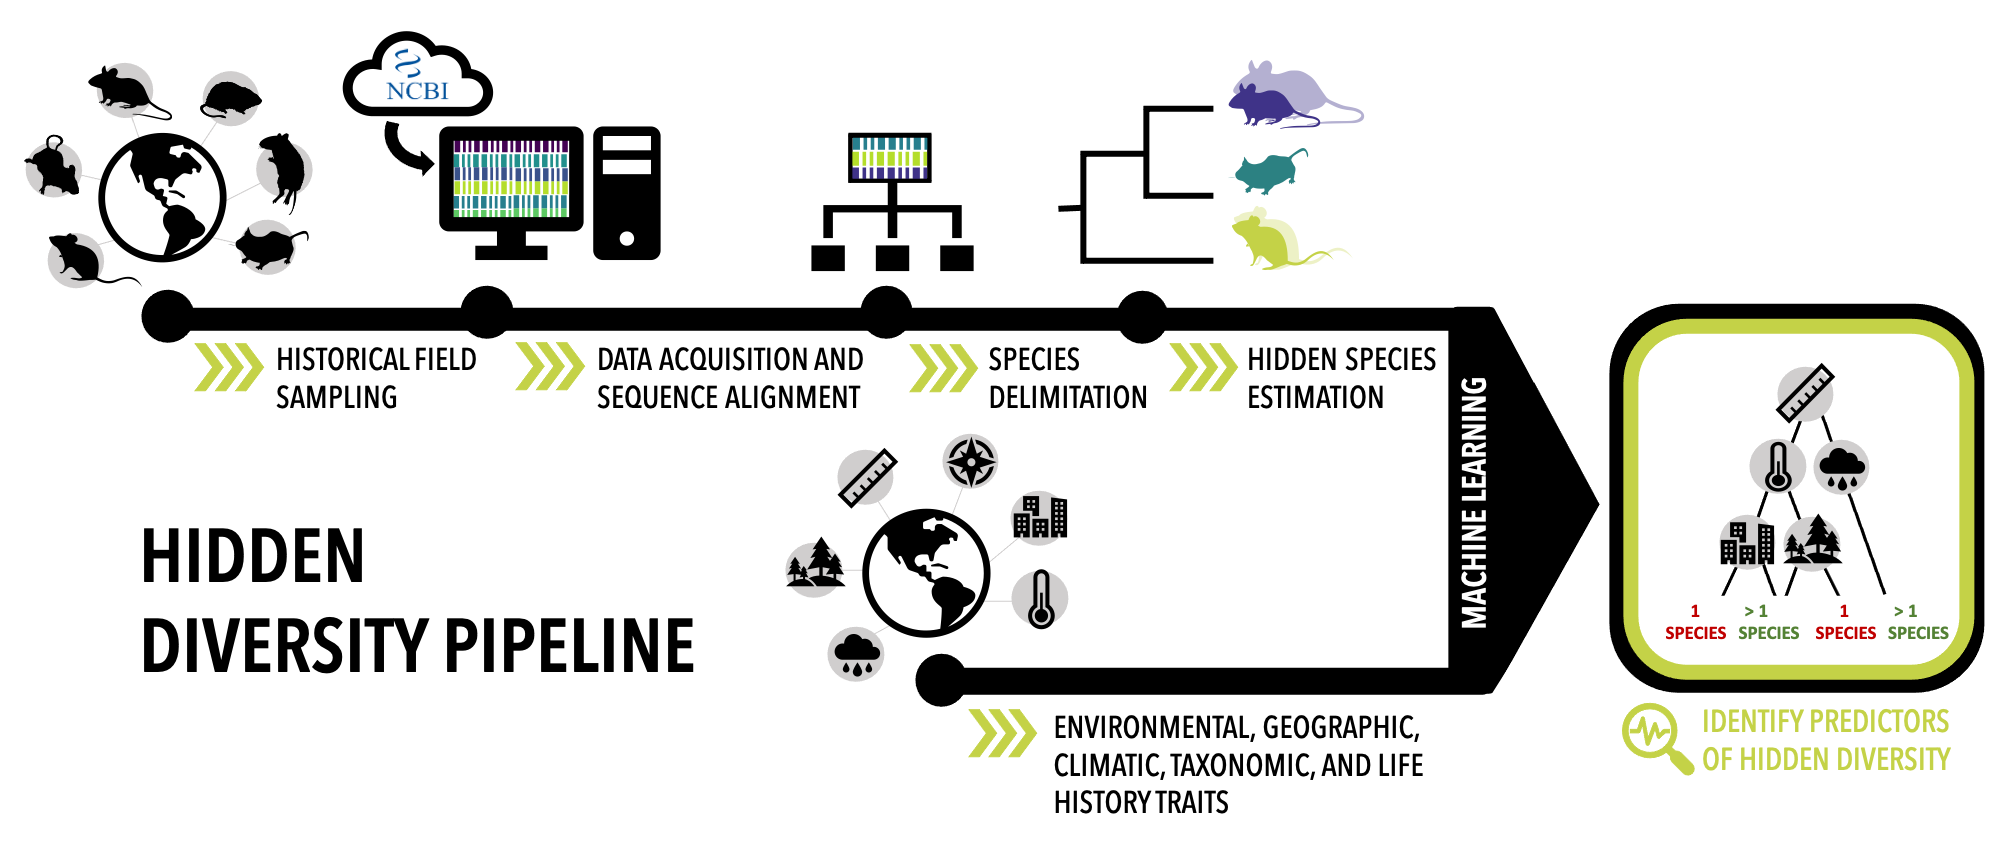 NCBI
HISTORICAL FIELD
SAMPLING
DATA ACQUISITION AND
SEQUENCE ALIGNMENT
SPECIES
DELIMITATION
HIDDEN SPECIES
ESTIMATION
MACHINE LEARNING
HIDDEN
DIVERSITY PIPELINE
ENVIRONMENTAL, GEOGRAPHIC,
CLIMATIC, TAXONOMIC, AND LIFE
HISTORY TRAITS
1
SPECIES
> 1
SPECIES
1
SPECIES
> 1
SPECIES
IDENTIFY PREDICTORS
OF HIDDEN DIVERSITY